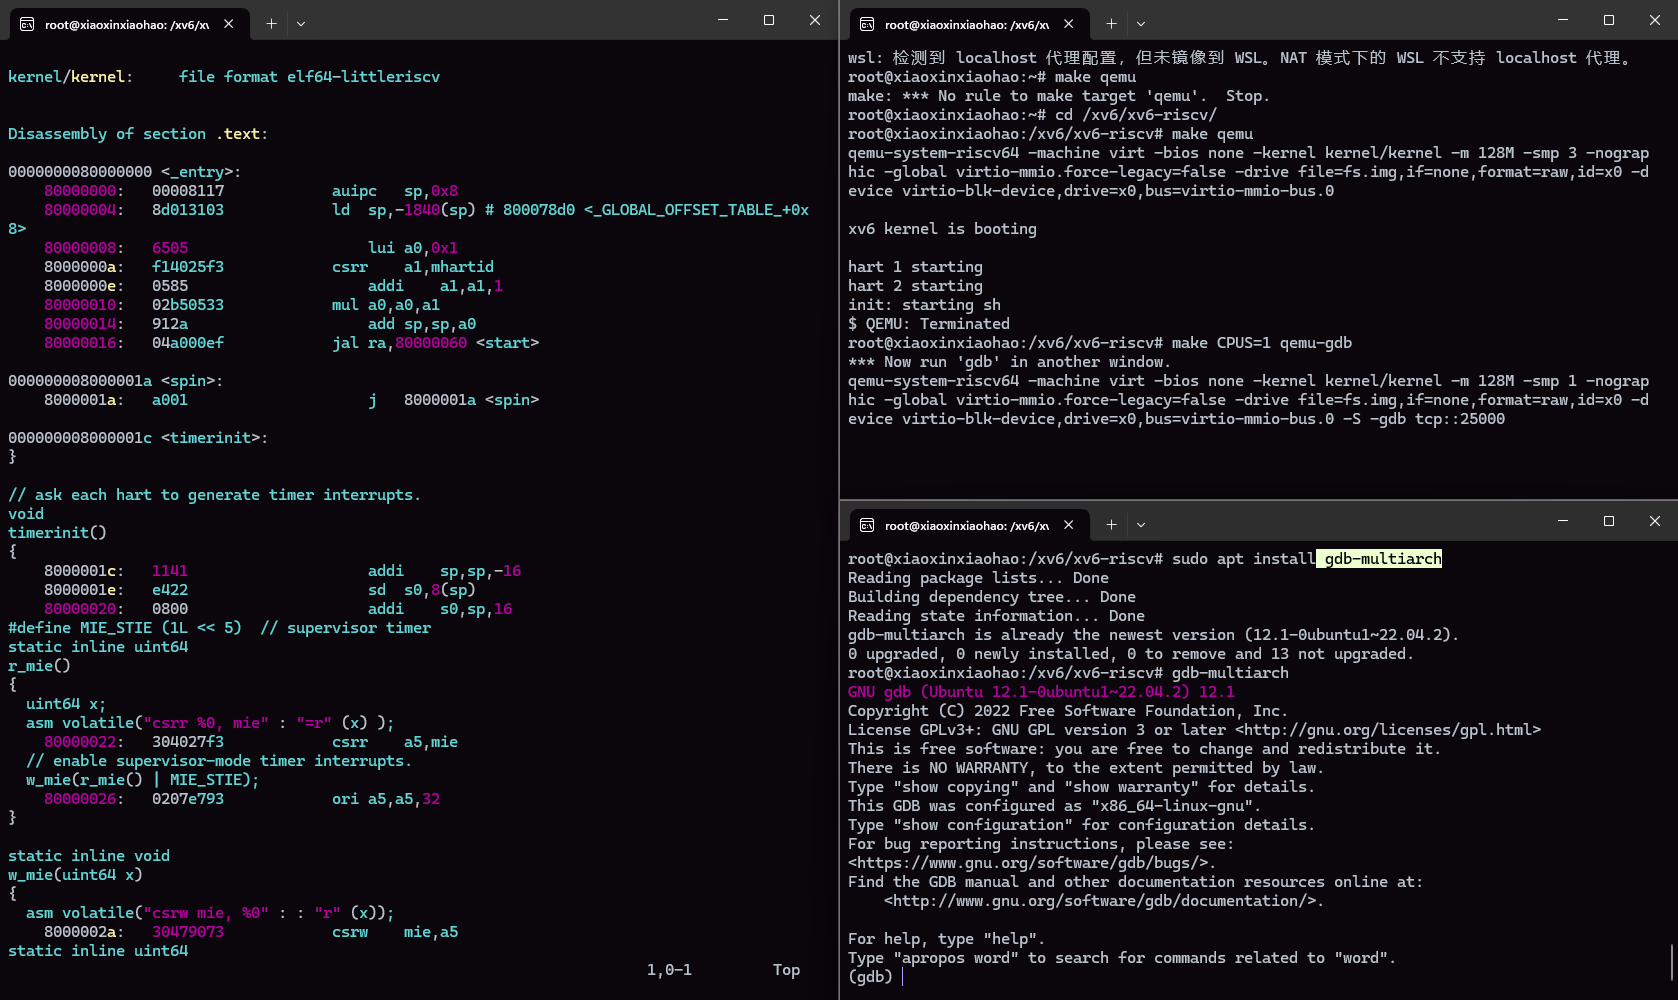 root@xiaoxinxiaohao: /xv6/xv
kernel/kernel:     file format elf64-littleriscv
Disassembly of section .text:
0000000080000000 <_entry>:
    80000000:   00008117            auipc   sp,0x8
    80000004:   8d013103            ld  sp,-1840(sp) # 800078d0 <_GLOBAL_OFFSET_TABLE_+0x
8>
    80000008:   6505                    lui a0,0x1
    8000000a:   f14025f3            csrr    a1,mhartid
    8000000e:   0585                    addi    a1,a1,1
    80000010:   02b50533            mul a0,a0,a1
    80000014:   912a                    add sp,sp,a0
    80000016:   04a000ef            jal ra,80000060 <start>
000000008000001a <spin>:
    8000001a:   a001                    j   8000001a <spin>
000000008000001c <timerinit>:
}
// ask each hart to generate timer interrupts.
void
timerinit()
{
    8000001c:   1141                    addi    sp,sp,-16
    8000001e:   e422                    sd  s0,8(sp)
    80000020:   0800                    addi    s0,sp,16
#define MIE_STIE (1L << 5)  // supervisor timer
static inline uint64
r_mie()
{
  uint64 x;
  asm volatile("csrr %0, mie" : "=r" (x) );
    80000022:   304027f3            csrr    a5,mie
  // enable supervisor-mode timer interrupts.
  w_mie(r_mie() | MIE_STIE);
    80000026:   0207e793            ori a5,a5,32
}
static inline void
w_mie(uint64 x)
{
  asm volatile("csrw mie, %0" : : "r" (x));
    8000002a:   30479073            csrw    mie,a5
static inline uint64
1,0-1         Top
root@xiaoxinxiaohao: /xv6/xv
wsl: 检测到 localhost 代理配置，但未镜像到 WSL。NAT 模式下的 WSL 不支持 localhost 代理。
root@xiaoxinxiaohao:~# make qemu
make: *** No rule to make target 'qemu'.  Stop.
root@xiaoxinxiaohao:~# cd /xv6/xv6-riscv/
root@xiaoxinxiaohao:/xv6/xv6-riscv# make qemu
qemu-system-riscv64 -machine virt -bios none -kernel kernel/kernel -m 128M -smp 3 -nograp
hic -global virtio-mmio.force-legacy=false -drive file=fs.img,if=none,format=raw,id=x0 -d
evice virtio-blk-device,drive=x0,bus=virtio-mmio-bus.0
xv6 kernel is booting
hart 1 starting
hart 2 starting
init: starting sh
$ QEMU: Terminated
root@xiaoxinxiaohao:/xv6/xv6-riscv# make CPUS=1 qemu-gdb
*** Now run 'gdb' in another window.
qemu-system-riscv64 -machine virt -bios none -kernel kernel/kernel -m 128M -smp 1 -nograp
hic -global virtio-mmio.force-legacy=false -drive file=fs.img,if=none,format=raw,id=x0 -d
evice virtio-blk-device,drive=x0,bus=virtio-mmio-bus.0 -S -gdb tcp::25000
root@xiaoxinxiaohao: /xv6/xv
root@xiaoxinxiaohao:/xv6/xv6-riscv# sudo apt install gdb-multiarch
Reading package lists... Done
Building dependency tree... Done
Reading state information... Done
gdb-multiarch is already the newest version (12.1-0ubuntu1~22.04.2).
0 upgraded, 0 newly installed, 0 to remove and 13 not upgraded.
root@xiaoxinxiaohao:/xv6/xv6-riscv# gdb-multiarch
GNU gdb (Ubuntu 12.1-0ubuntu1~22.04.2) 12.1
Copyright (C) 2022 Free Software Foundation, Inc.
License GPLv3+: GNU GPL version 3 or later <http://gnu.org/licenses/gpl.html>
This is free software: you are free to change and redistribute it.
There is NO WARRANTY, to the extent permitted by law.
Type "show copying" and "show warranty" for details.
This GDB was configured as "x86_64-linux-gnu".
Type "show configuration" for configuration details.
For bug reporting instructions, please see:
<https://www.gnu.org/software/gdb/bugs/>.
Find the GDB manual and other documentation resources online at:
    <http://www.gnu.org/software/gdb/documentation/>.
For help, type "help".
Type "apropos word" to search for commands related to "word".
(gdb)